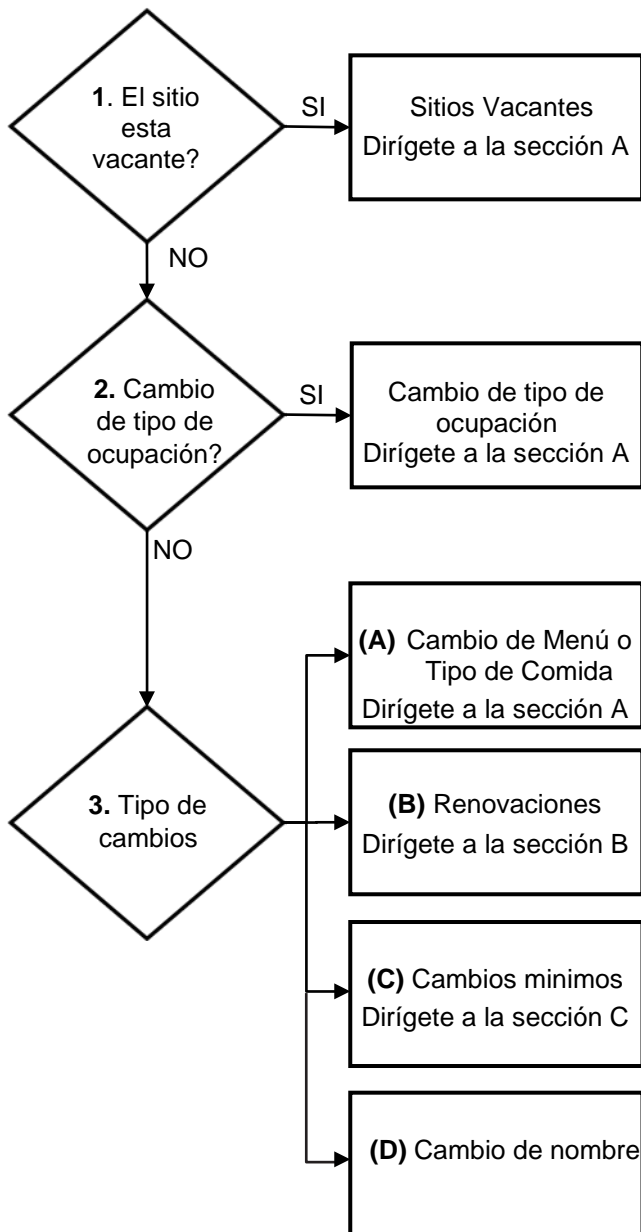 1. El sitio
esta
vacante?
SI
Sitios Vacantes
Dirígete a la sección A
NO
2. Cambio
de tipo de
ocupación?
SI
Cambio de tipo de
ocupación
Dirígete a la sección A
NO
3. Tipo de
cambios
(A) Cambio de Menú o
Tipo de Comida
Dirígete a la sección A
(B) Renovaciones
Dirígete a la sección B
(C) Cambios minimos
Dirígete a la sección C
(D) Cambio de nombre